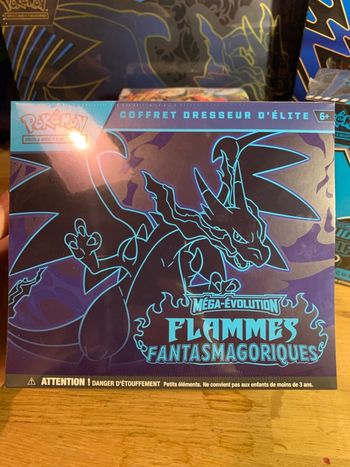 POKÉMON
COFFRET DRESSEUR D'ÉLITE 6+
MÉGA-ÉVOLUTION
FLAMMES
FANTASMAGORIQUES
⚠ ATTENTION ! DANGER D'ÉTOUFFEMENT Petits éléments. Ne convient pas aux enfants de moins de 3 ans.